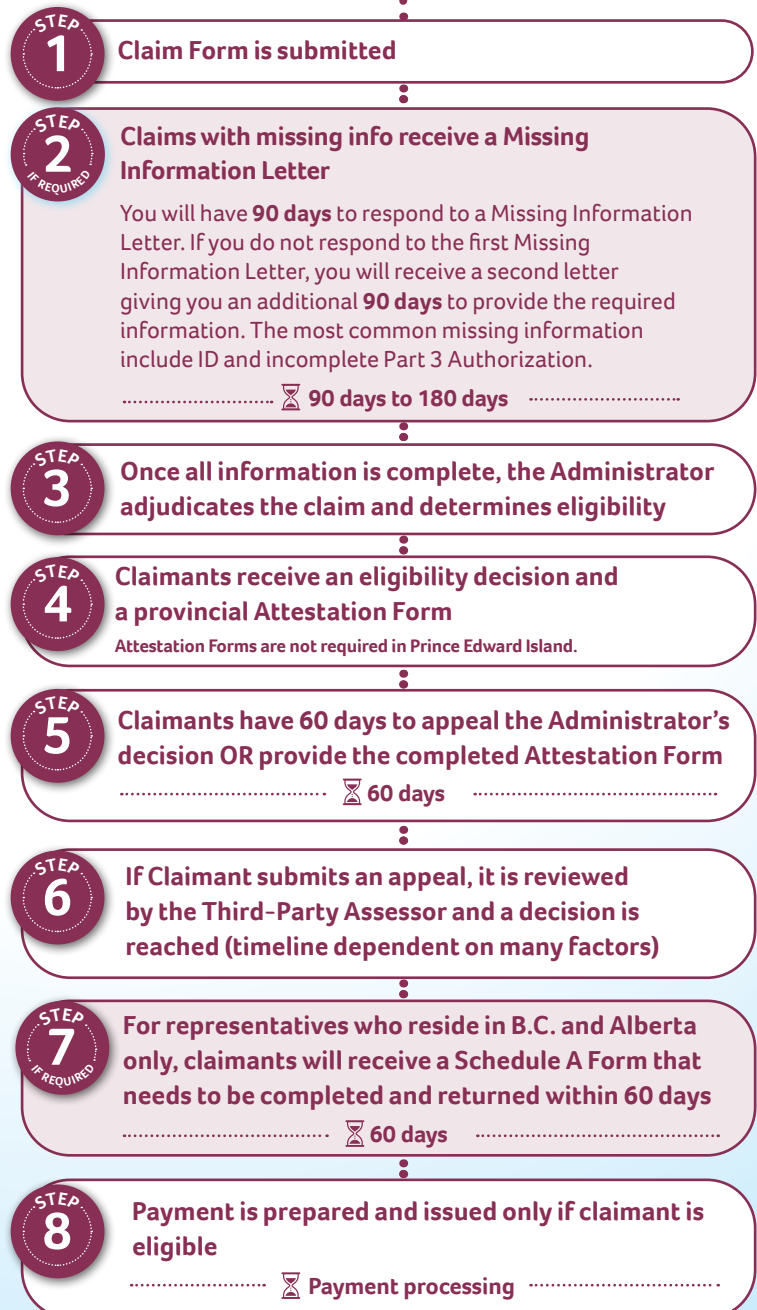 STEP
1
Claim Form is submitted
STEP
2
IF REQUIRED
Claims with missing info receive a Missing
Information Letter
You will have 90 days to respond to a Missing Information
Letter. If you do not respond to the first Missing
Information Letter, you will receive a second letter
giving you an additional 90 days to provide the required
information. The most common missing information
include ID and incomplete Part 3 Authorization.
90 days to 180 days
STEP
3
Once all information is complete, the Administrator
adjudicates the claim and determines eligibility
STEP
4
Claimants receive an eligibility decision and
a provincial Attestation Form
Attestation Forms are not required in Prince Edward Island.
STEP
5
Claimants have 60 days to appeal the Administrator's
decision OR provide the completed Attestation Form
60 days
STEP
6
If Claimant submits an appeal, it is reviewed
by the Third-Party Assessor and a decision is
reached (timeline dependent on many factors)
STEP
7
IF REQUIRED
For representatives who reside in B.C. and Alberta
only, claimants will receive a Schedule A Form that
needs to be completed and returned within 60 days
60 days
STEP
8
Payment is prepared and issued only if claimant is
eligible
Payment processing